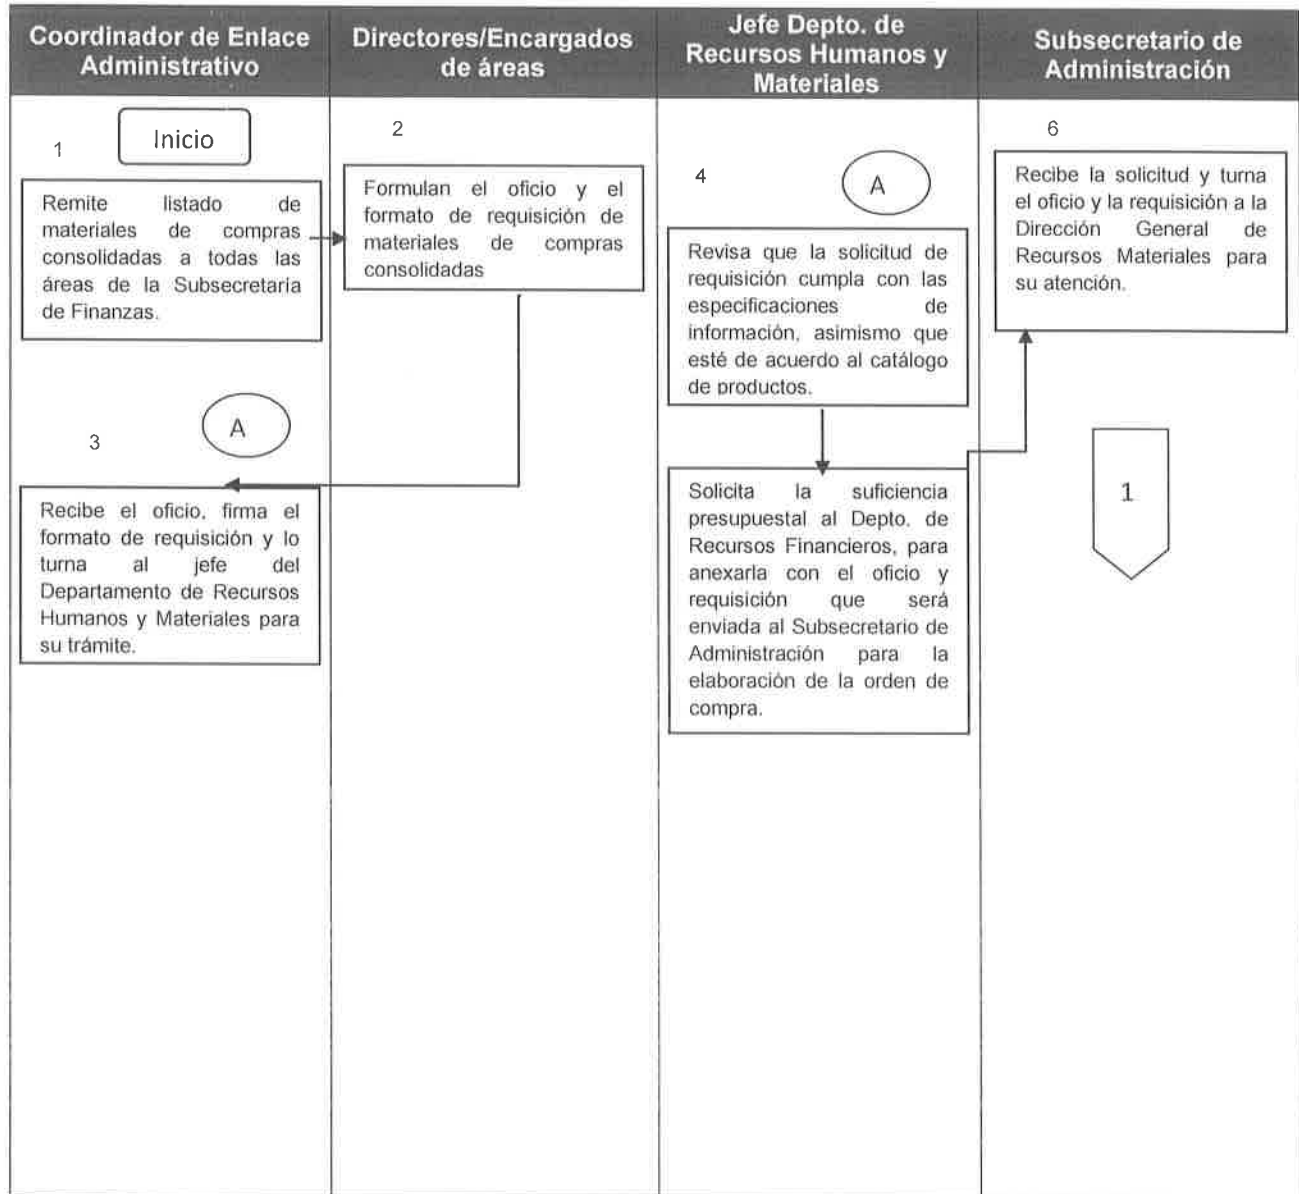 Coordinador de Enlace
Administrativo
Directores/Encargados
de áreas
Jefe Depto. de
Recursos Humanos y
Materiales
Subsecretario de
Administración
Inicio
1
Remite listado de
materiales de compras
consolidadas a todas las
áreas de la Subsecretaria
de Finanzas.
2
Formulan el oficio y el
formato de requisición de
materiales de compras
consolidadas
A
3
Recibe el oficio, firma el
formato de requisición y lo
turna al jefe del
Departamento de Recursos
Humanos y Materiales para
su trámite.
4
A
Revisa que la solicitud de
requisición cumpla con las
especificaciones de
información, asimismo que
esté de acuerdo al catálogo
de productos.
Solicita la suficiencia
presupuestal al Depto. de
Recursos Financieros, para
anexarla con el oficio y
requisición que será
enviada al Subsecretario de
Administración para la
elaboración de la orden de
compra.
6
Recibe la solicitud y turna
el oficio y la requisición a la
Dirección General de
Recursos Materiales para
su atención.
1